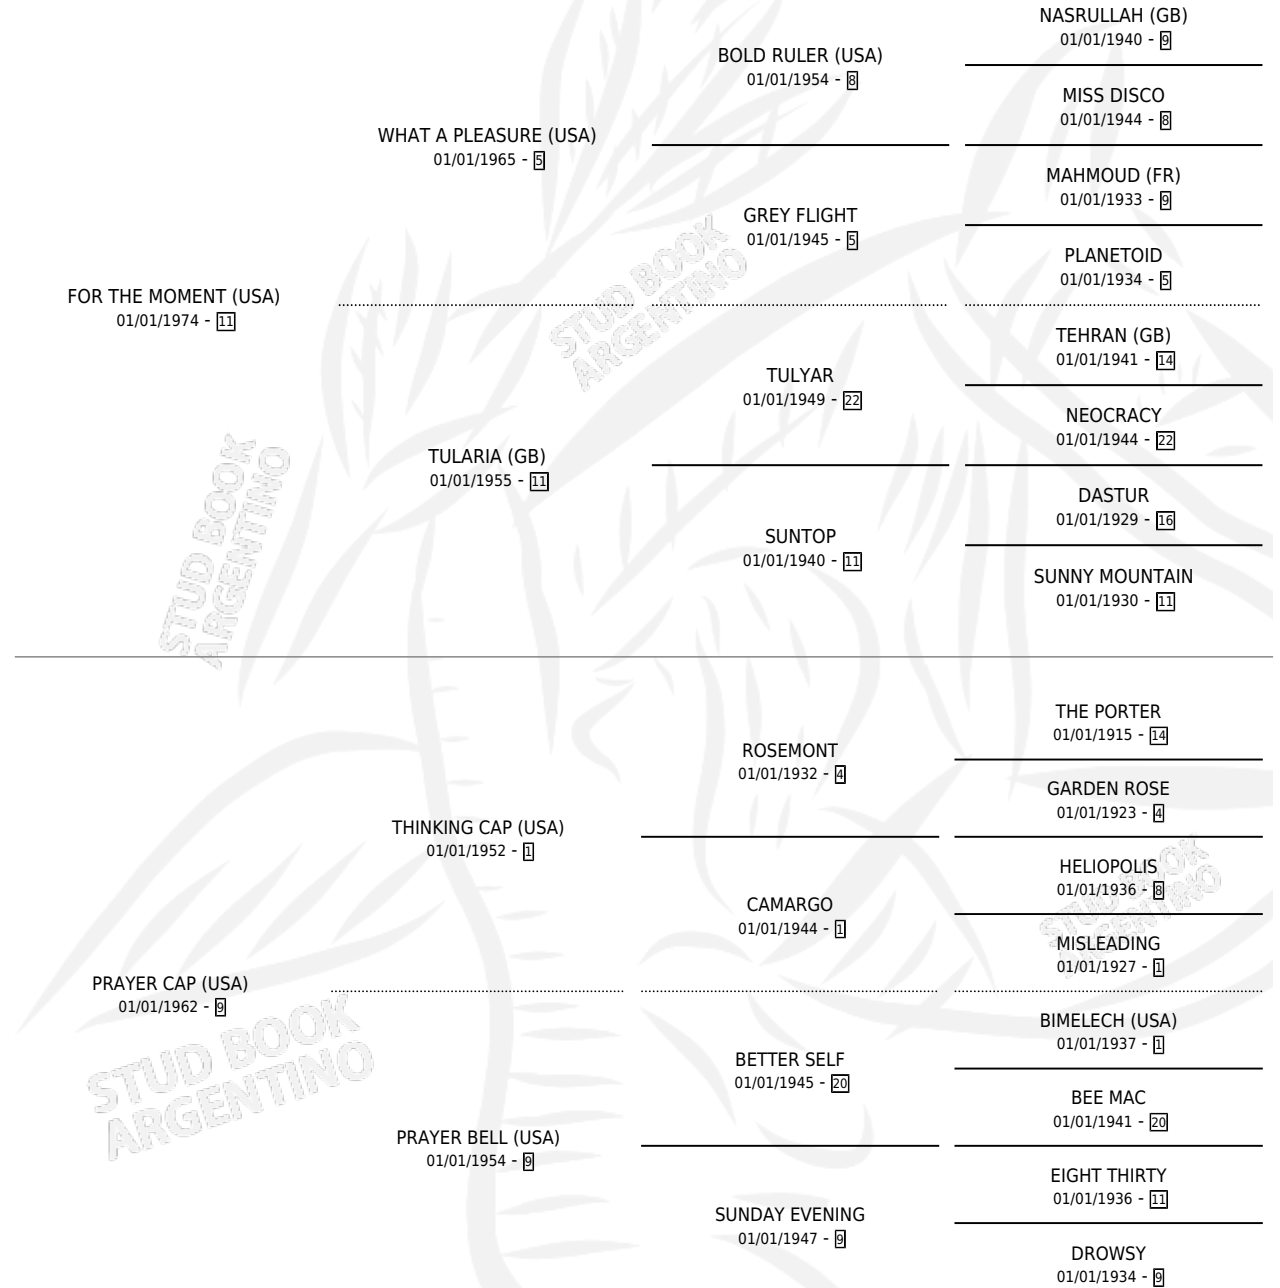 NASRULLAH (GB)
01/01/1940 - 9
BOLD RULER (USA)
01/01/1954 - 8
MISS DISCO
01/01/1944 - 8
WHAT A PLEASURE (USA)
01/01/1965 - 5
MAHMOUD (FR)
01/01/1933 - 9
GREY FLIGHT
01/01/1945 - 5
PLANETOID
01/01/1934 - 5
FOR THE MOMENT (USA)
01/01/1974 - 11
TEHRAN (GB)
01/01/1941 - 14
TULYAR
01/01/1949 - 22
NEOCRACY
01/01/1944 - 22
TULARIA (GB)
01/01/1955 - 11
DASTUR
01/01/1929 - 16
SUNTOP
01/01/1940 - 11
SUNNY MOUNTAIN
01/01/1930 - 11
THE PORTER
01/01/1915 - 14
ROSEMONT
01/01/1932 - 4
GARDEN ROSE
01/01/1923 - 4
THINKING CAP (USA)
01/01/1952 - 1
HELIOPOLIS
01/01/1936 - 8
CAMARGO
01/01/1944 - 1
MISLEADING
01/01/1927 - 1
PRAYER CAP (USA)
01/01/1962 - 9
BIMELECH (USA)
01/01/1937 - 1
BETTER SELF
01/01/1945 - 20
BEE MAC
01/01/1941 - 20
PRAYER BELL (USA)
01/01/1954 - 9
EIGHT THIRTY
01/01/1936 - 11
SUNDAY EVENING
01/01/1947 - 9
DROWSY
01/01/1934 - 9
STUD BOOK
ARGENTINO
STUD BOOK
ARGENTINO
STUD BOOK
ARGENTINO
STUD BOOK
ARGENTINO